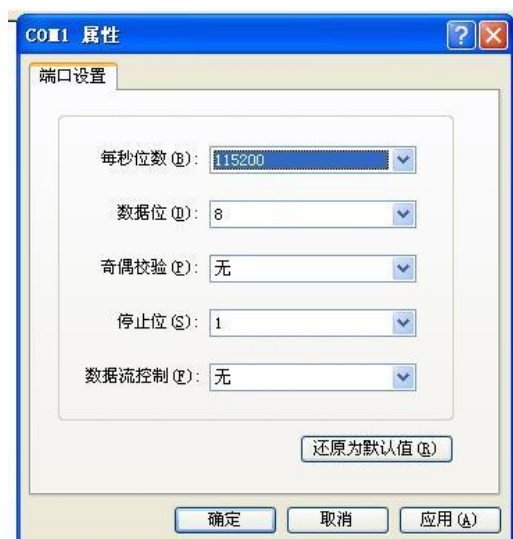 COM1 属性
端口设置
每秒位数(B): 115200
数据位(D): 8
奇偶校验(P): 无
停止位(S): 1
数据流控制(F): 无
还原为默认值(R)
确定 取消 应用(A)